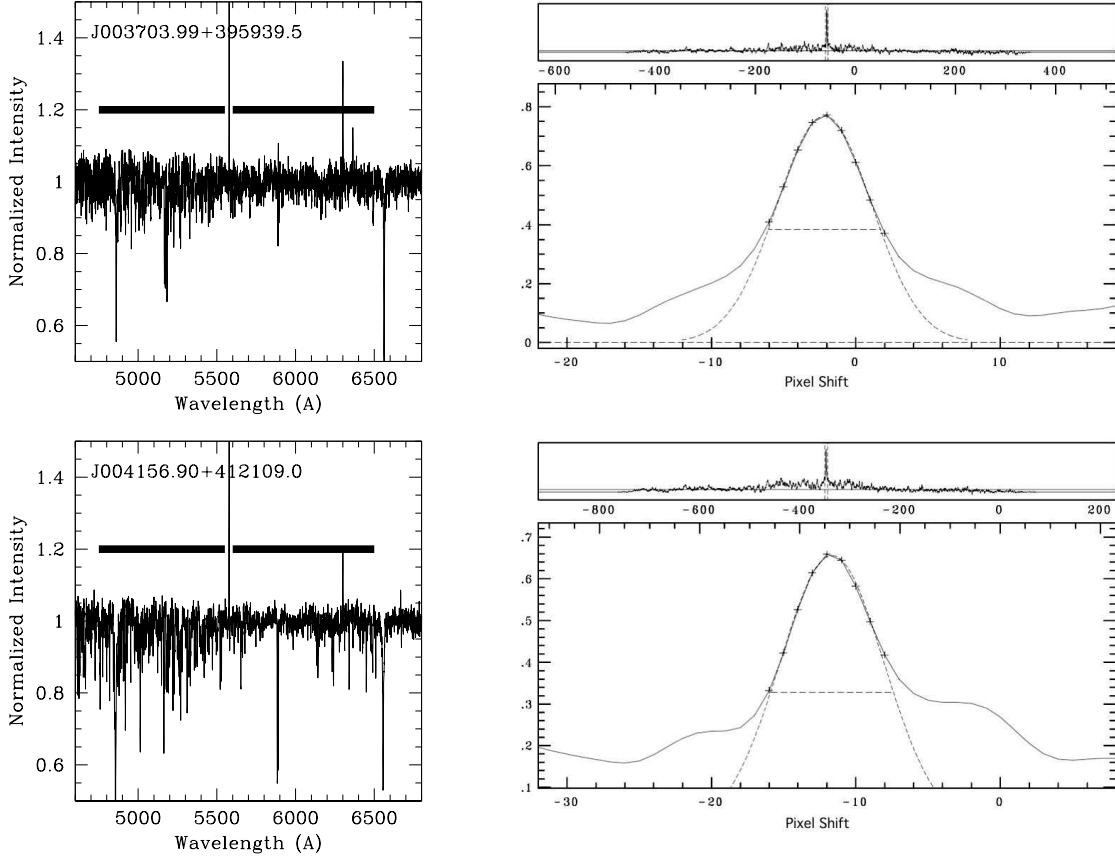 J003703.99+395939.5
Normalized Intensity
1.4
1.2
1
0.8
0.6
5000 5500 6000 6500
Wavelength (A)
-600 -400 -200 0 200 400
.8
.6
.4
.2
0
-20 -10 0 10
Pixel Shift
J004156.90+412109.0
Normalized Intensity
1.4
1.2
1
0.8
0.6
5000 5500 6000 6500
Wavelength (A)
-800 -600 -400 -200 0 200
.7
.6
.5
.4
.3
.2
.1
-30 -20 -10 0
Pixel Shift